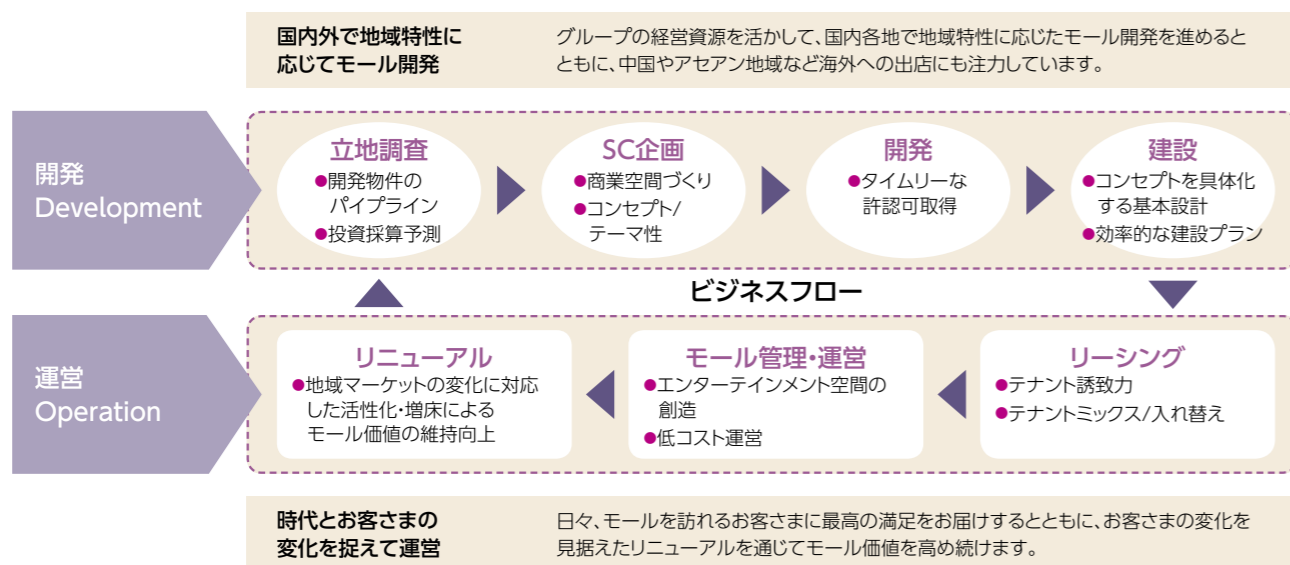 国内外で地域特性に
応じてモール開発
グループの経営資源を活かして、国内各地で地域特性に応じたモール開発を進めると
ともに、中国やアセアン地域など海外への出店にも注力しています。
開発
Development
立地調査
●開発物件の
パイプライン
●投資採算予測
SC企画
●商業空間づくり
●コンセプト/
テーマ性
開発
●タイムリーな
許認可取得
建設
●コンセプトを具体化
する基本設計
●効率的な建設プラン
ビジネスフロー
運営
Operation
リニューアル
●地域マーケットの変化に対応
した活性化・増床による
モール価値の維持向上
モール管理・運営
●エンターテインメント空間の
創造
●低コスト運営
リーシング
●テナント誘致力
●テナントミックス/入れ替え
時代とお客さまの
変化を捉えて運営
日々、モールを訪れるお客さまに最高の満足をお届けするとともに、お客さまの変化を
見据えたリニューアルを通じてモール価値を高め続けます。